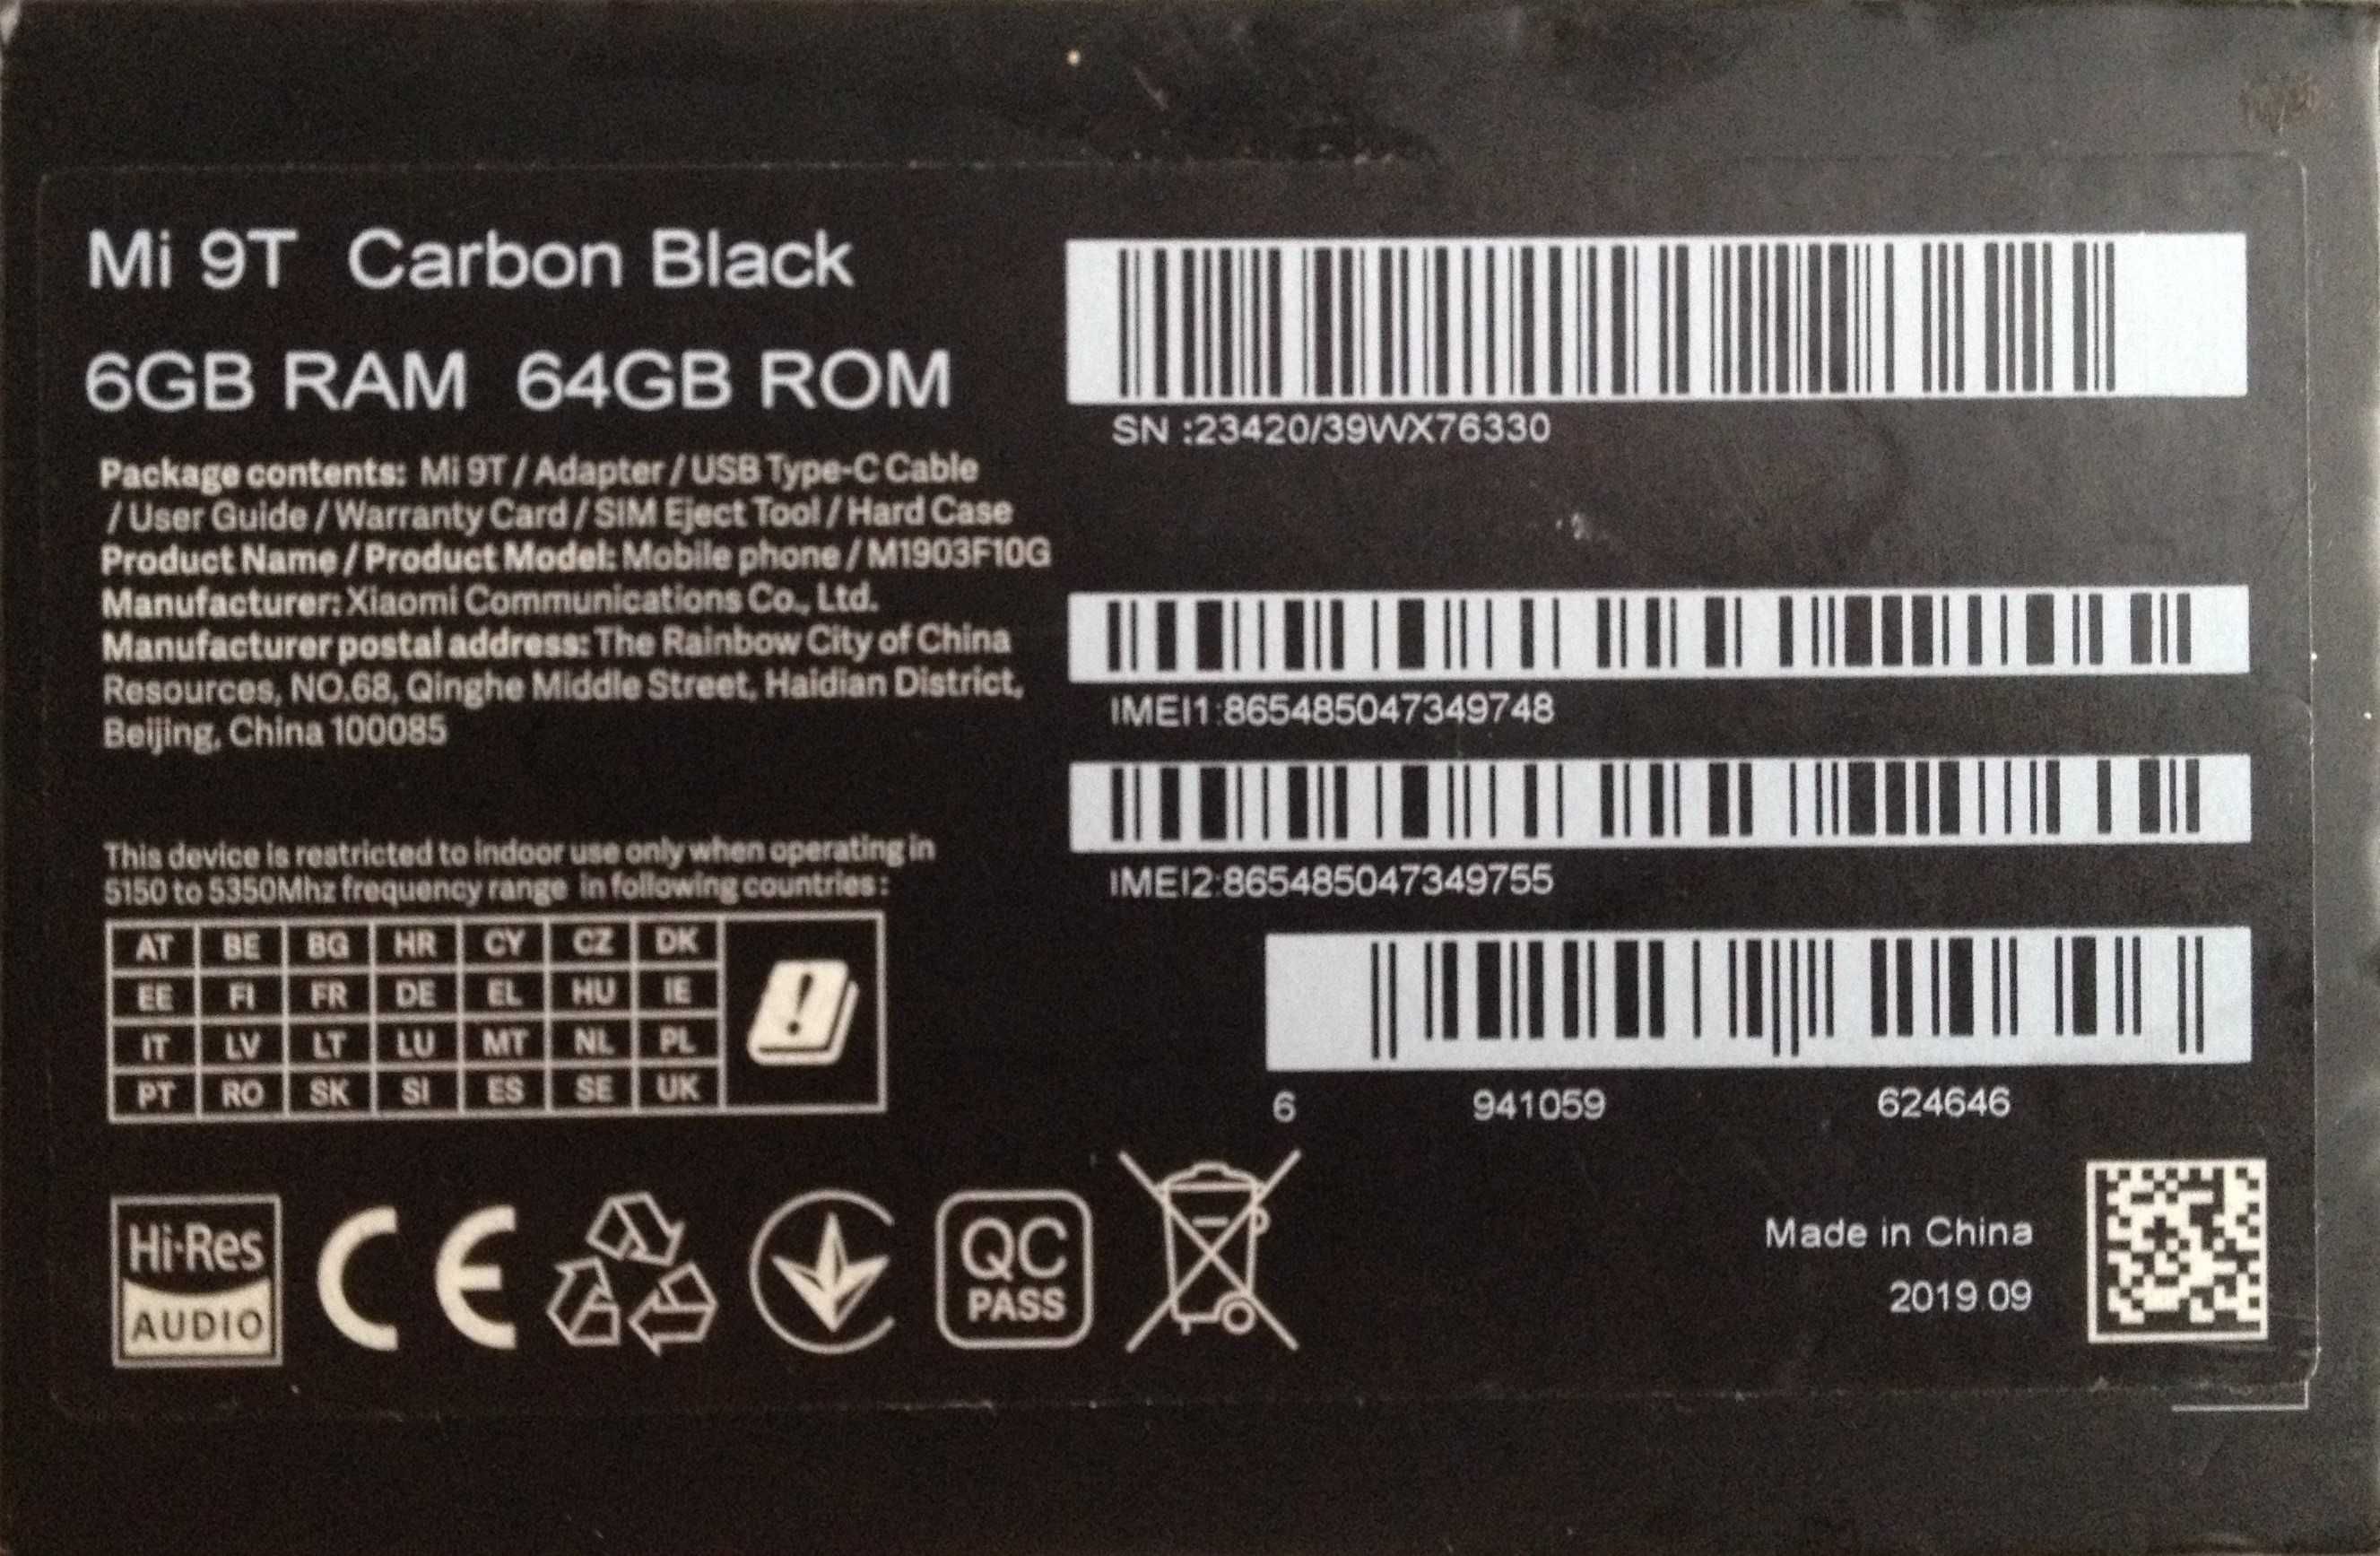 Mi 9T Carbon Black
6GB RAM 64GB ROM
Package contents: Mi 9T / Adapter / USB Type-C Cable
/ User Guide / Warranty Card / SIM Eject Tool / Hard Case
Product Name / Product Model: Mobile phone / M1903F10G
Manufacturer: Xiaomi Communications Co., Ltd.
Manufacturer postal address: The Rainbow City of China
Resources, NO.68, Qinghe Middle Street, Haidian District,
Beijing, China 100085
This device is restricted to indoor use only when operating in
5150 to 5350Mhz frequency range in following countries:
AT BE BG HR CY CZ DK
EE FI FR DE EL HU IE
IT LV LT LU MT NL PL
PT RO SK SI ES SE UK
!
Hi-Res
AUDIO
CE
QC
PASS
SN :23420/39WX76330
IMEI1:865485047349748
IMEI2:865485047349755
6 941059 624646
Made in China
2019.09